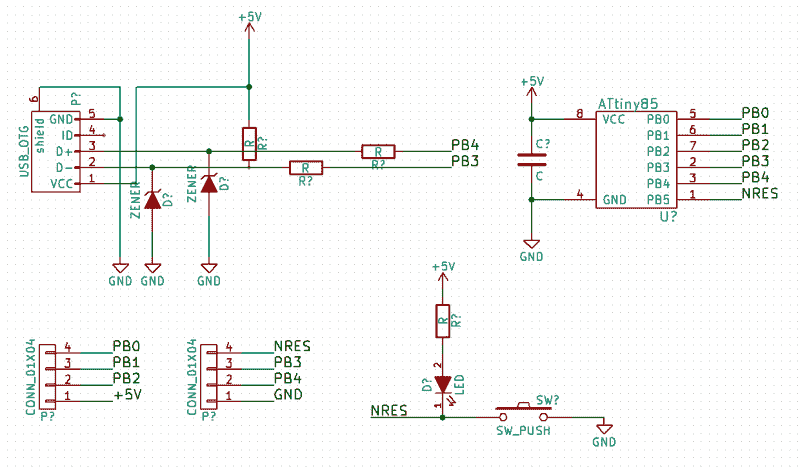 +5V
6
P?
USB_OTG
shield
GND 5
ID 4
D+ 3
D- 2
VCC 1
R
R?
R
R?
PB4
R
R?
PB3
ZENER
D?
ZENER
D?
GND
GND
GND
+5V
C?
C
GND
ATtiny85
8 VCC
4 GND
PB0 5 PB0
PB1 6 PB1
PB2 7 PB2
PB3 2 PB3
PB4 3 PB4
PB5 1 NRES
U?
CONN_01X04
4 PB0
3 PB1
2 PB2
1 +5V
P?
CONN_01X04
4 NRES
3 PB3
2 PB4
1 GND
P?
+5V
R
R?
2
D?
LED
1
NRES
SW?
SW_PUSH
GND